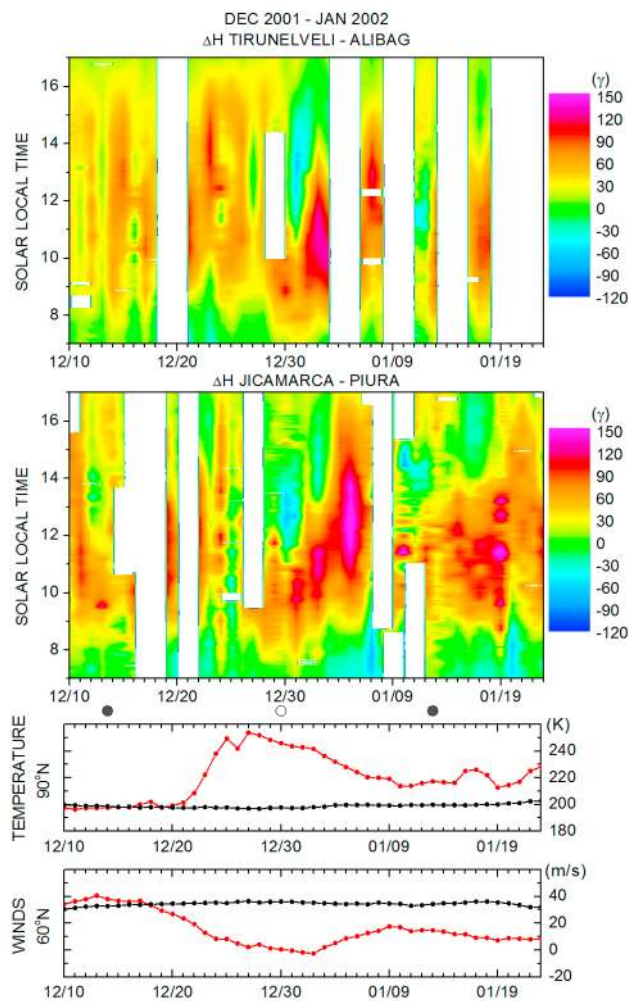 DEC 2001 - JAN 2002
ΔH TIRUNELVELI - ALIBAG
(γ)
150
120
90
60
30
0
-30
-60
-90
-120
SOLAR LOCAL TIME
16
14
12
10
8
12/10 12/20 12/30 01/09 01/19
ΔH JICAMARCA - PIURA
(γ)
150
120
90
60
30
0
-30
-60
-90
-120
SOLAR LOCAL TIME
16
14
12
10
8
12/10 12/20 12/30 01/09 01/19
TEMPERATURE
90°N
(K)
240
220
200
180
12/10 12/20 12/30 01/09 01/19
WINDS
60°N
(m/s)
40
20
0
-20
12/10 12/20 12/30 01/09 01/19